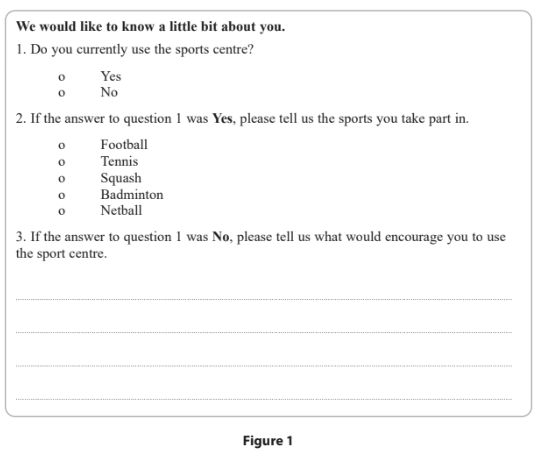 We would like to know a little bit about you.
1. Do you currently use the sports centre?
o Yes
o No
2. If the answer to question 1 was Yes, please tell us the sports you take part in.
o Football
o Tennis
o Squash
o Badminton
o Netball
3. If the answer to question 1 was No, please tell us what would encourage you to use
the sport centre.
Figure 1